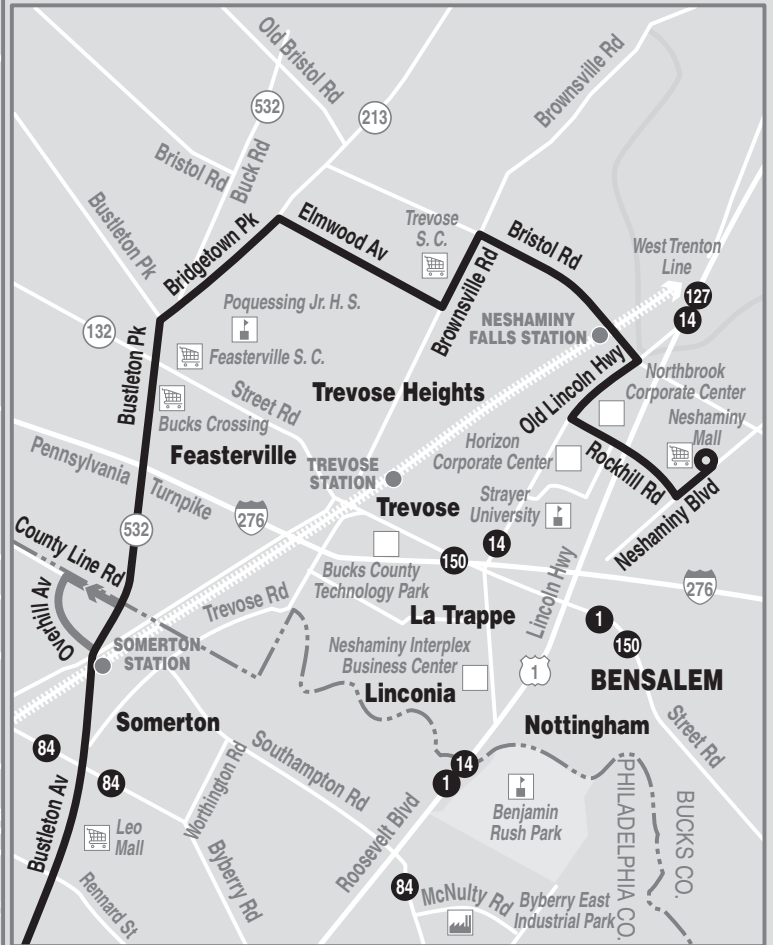 Old Bristol Rd
Brownsville Rd
532
213
Bristol Rd
Buck Rd
Bustleton Pk
Bridgetown Pk
Elmwood Av
Trevose
S. C.
Bristol Rd
West Trenton
Line
127
14
Brownsville Rd
NESHAMINY
FALLS STATION
Poquessing Jr. H. S.
132
Bustleton Pk
Feasterville S. C.
Old Lincoln Hwy
Northbrook
Corporate Center
Trevose Heights
Street Rd
Bucks Crossing
Neshaminy
Mall
Feasterville
Horizon
Corporate Center
Rockhill Rd
Pennsylvania
Turnpike
TREVOSE
STATION
Trevose
Strayer
University
Neshaminy Blvd
276
532
14
150
County Line Rd
Bucks County
Technology Park
276
Overhill Av
Trevose Rd
Lincoln Hwy
La Trappe
1
150
SOMERTON
STATION
Neshaminy Interplex
Business Center
1
BENSALEM
Linconia
Somerton
Nottingham
Street Rd
84
Southampton Rd
84
Worthington Rd
14
1
Bustleton Av
Leo
Mall
Roosevelt Blvd
Benjamin
Rush Park
PHILADELPHIA CO.
BUCKS CO.
Byberry Rd
Rennard St
84
McNulty Rd
Byberry East
Industrial Park